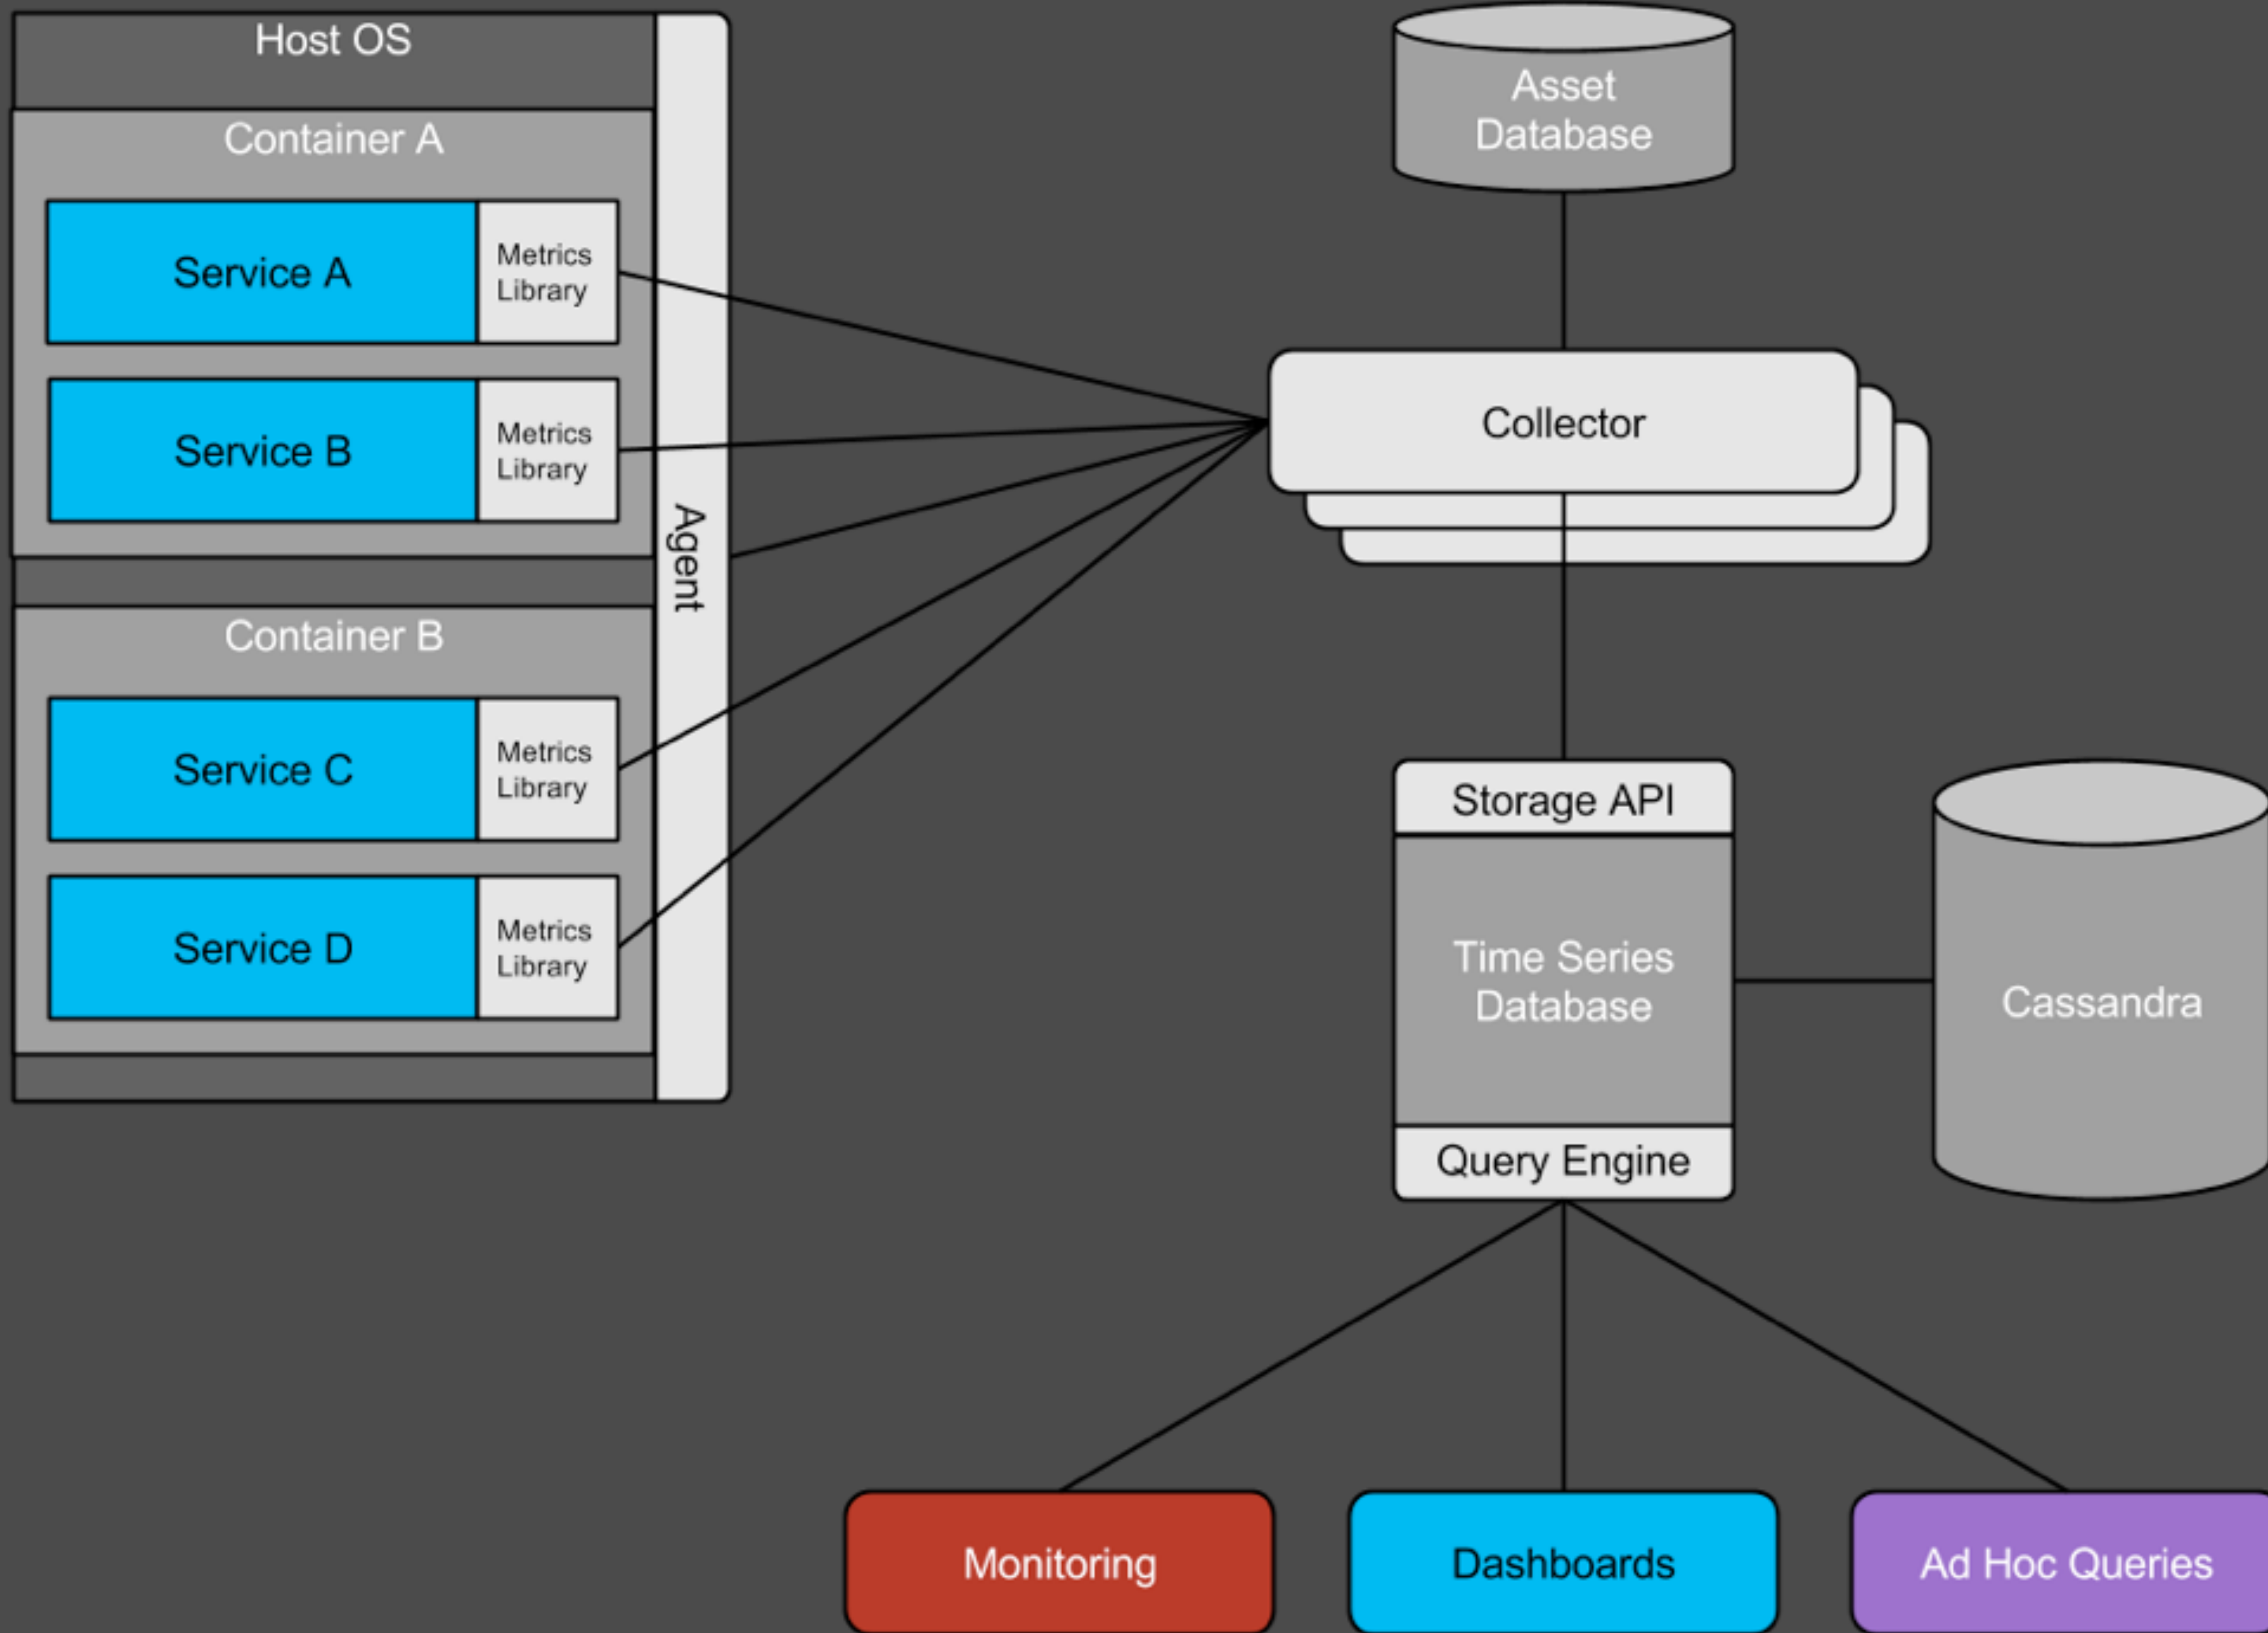 Host OS
Container A
Service A
Metrics
Library
Service B
Metrics
Library
Container B
Service C
Metrics
Library
Service D
Metrics
Library
Agent
Asset
Database
Collector
Storage API
Time Series
Database
Query Engine
Cassandra
Monitoring
Dashboards
Ad Hoc Queries